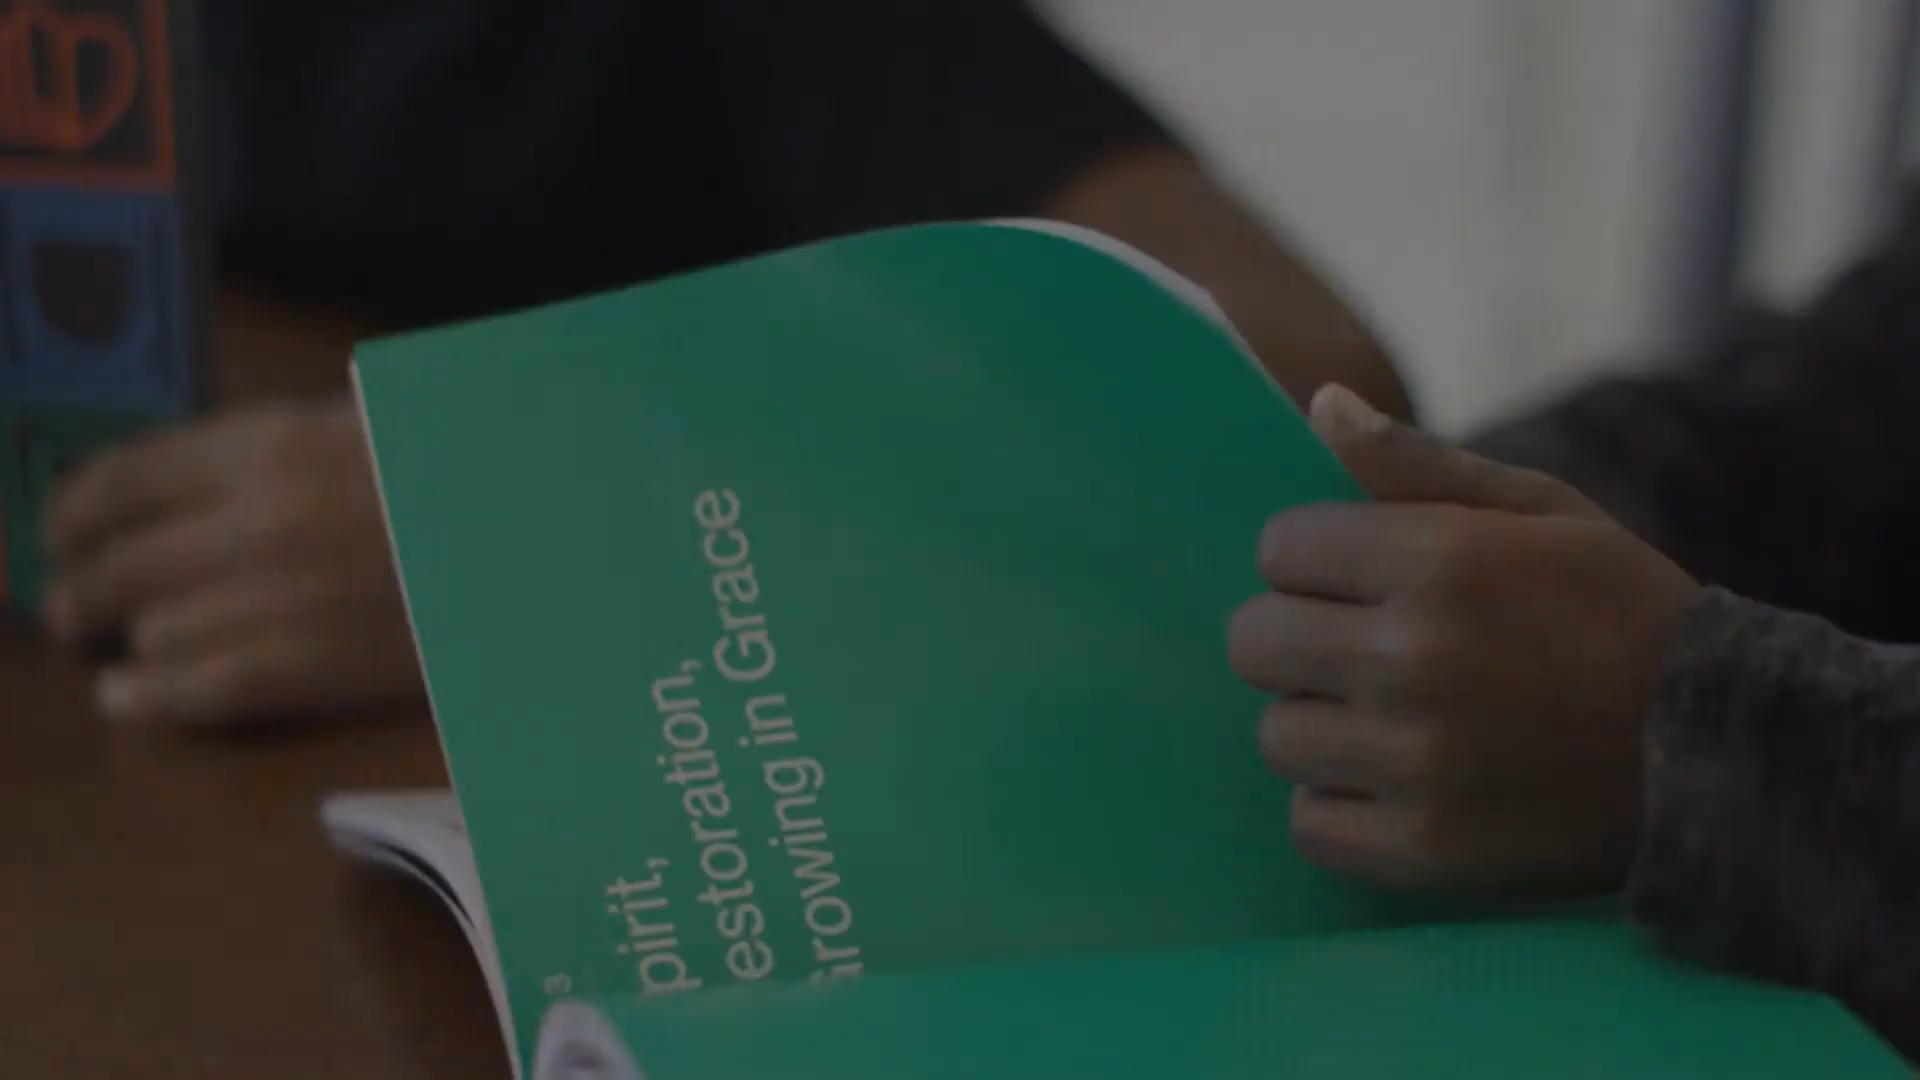 pirit,
estoration,
Growing in Grace
3